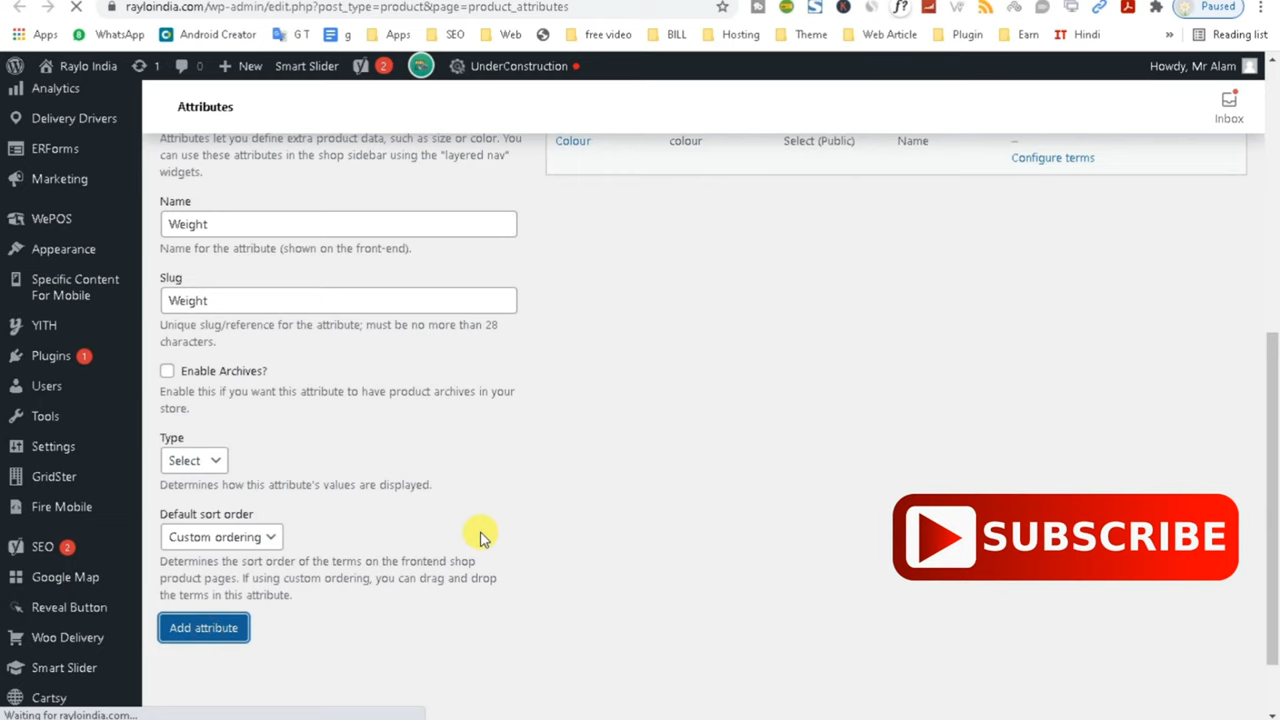 rayloindia.com/wp-admin/edit.php?post_type=product&page=product_attributes
Paused
Apps WhatsApp Android Creator G T g Apps SEO Web free video BILL Hosting Theme Web Article Plugin Earn IT Hindi » Reading list
Raylo India 1 0 New Smart Slider 2 UnderConstruction Howdy, Mr Alam
Analytics
Delivery Drivers
ERForms
Marketing
WePOS
Appearance
Specific Content
For Mobile
YITH
Plugins 1
Users
Tools
Settings
GridSter
Fire Mobile
SEO 2
Google Map
Reveal Button
Woo Delivery
Smart Slider
Cartsy
Attributes
Inbox
Attributes let you define extra product data, such as size or color. You
can use these attributes in the shop sidebar using the "layered nav"
widgets.
Name
Weight
Name for the attribute (shown on the front-end).
Slug
Weight
Unique slug/reference for the attribute; must be no more than 28
characters.
Enable Archives?
Enable this if you want this attribute to have product archives in your
store.
Type
Select
Determines how this attribute's values are displayed.
Default sort order
Custom ordering
Determines the sort order of the terms on the frontend shop
product pages. If using custom ordering, you can drag and drop
the terms in this attribute.
Add attribute
Colour colour Select (Public) Name –
Configure terms
SUBSCRIBE
Waiting for rayloindia.com...